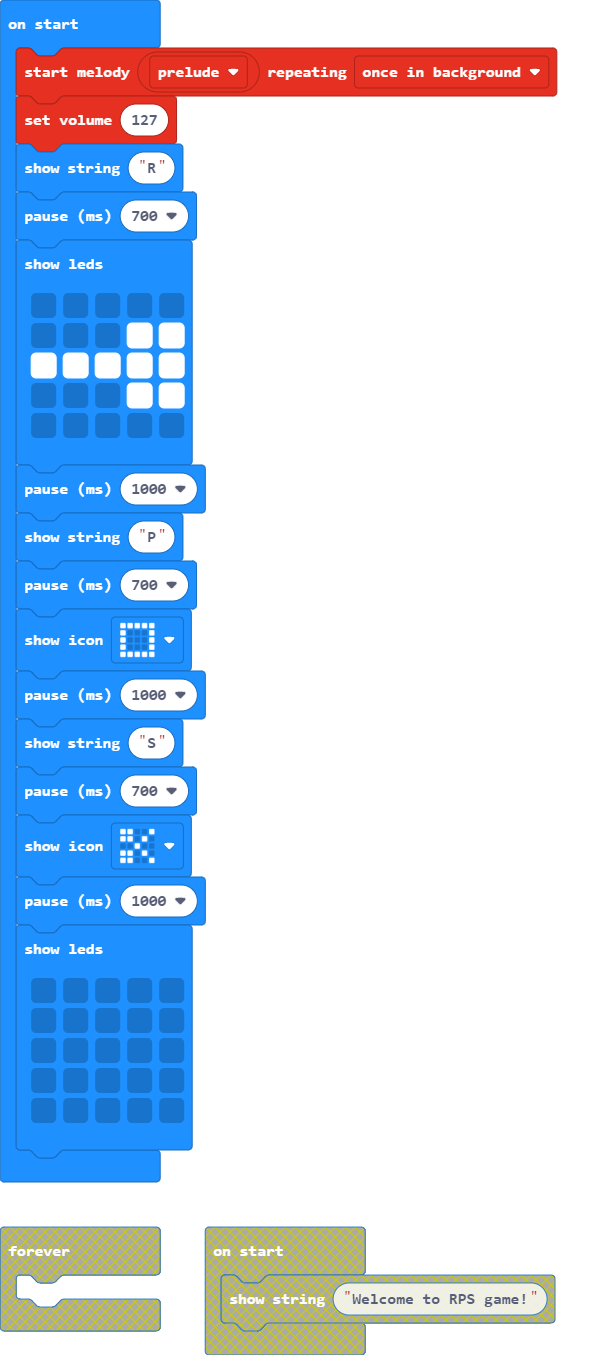 on start
start melody prelude repeating once in background
set volume 127
show string "R"
pause (ms) 700
show leds
pause (ms) 1000
show string "P"
pause (ms) 700
show icon
pause (ms) 1000
show string "S"
pause (ms) 700
show icon
pause (ms) 1000
show leds
forever
on start
show string "Welcome to RPS game!"